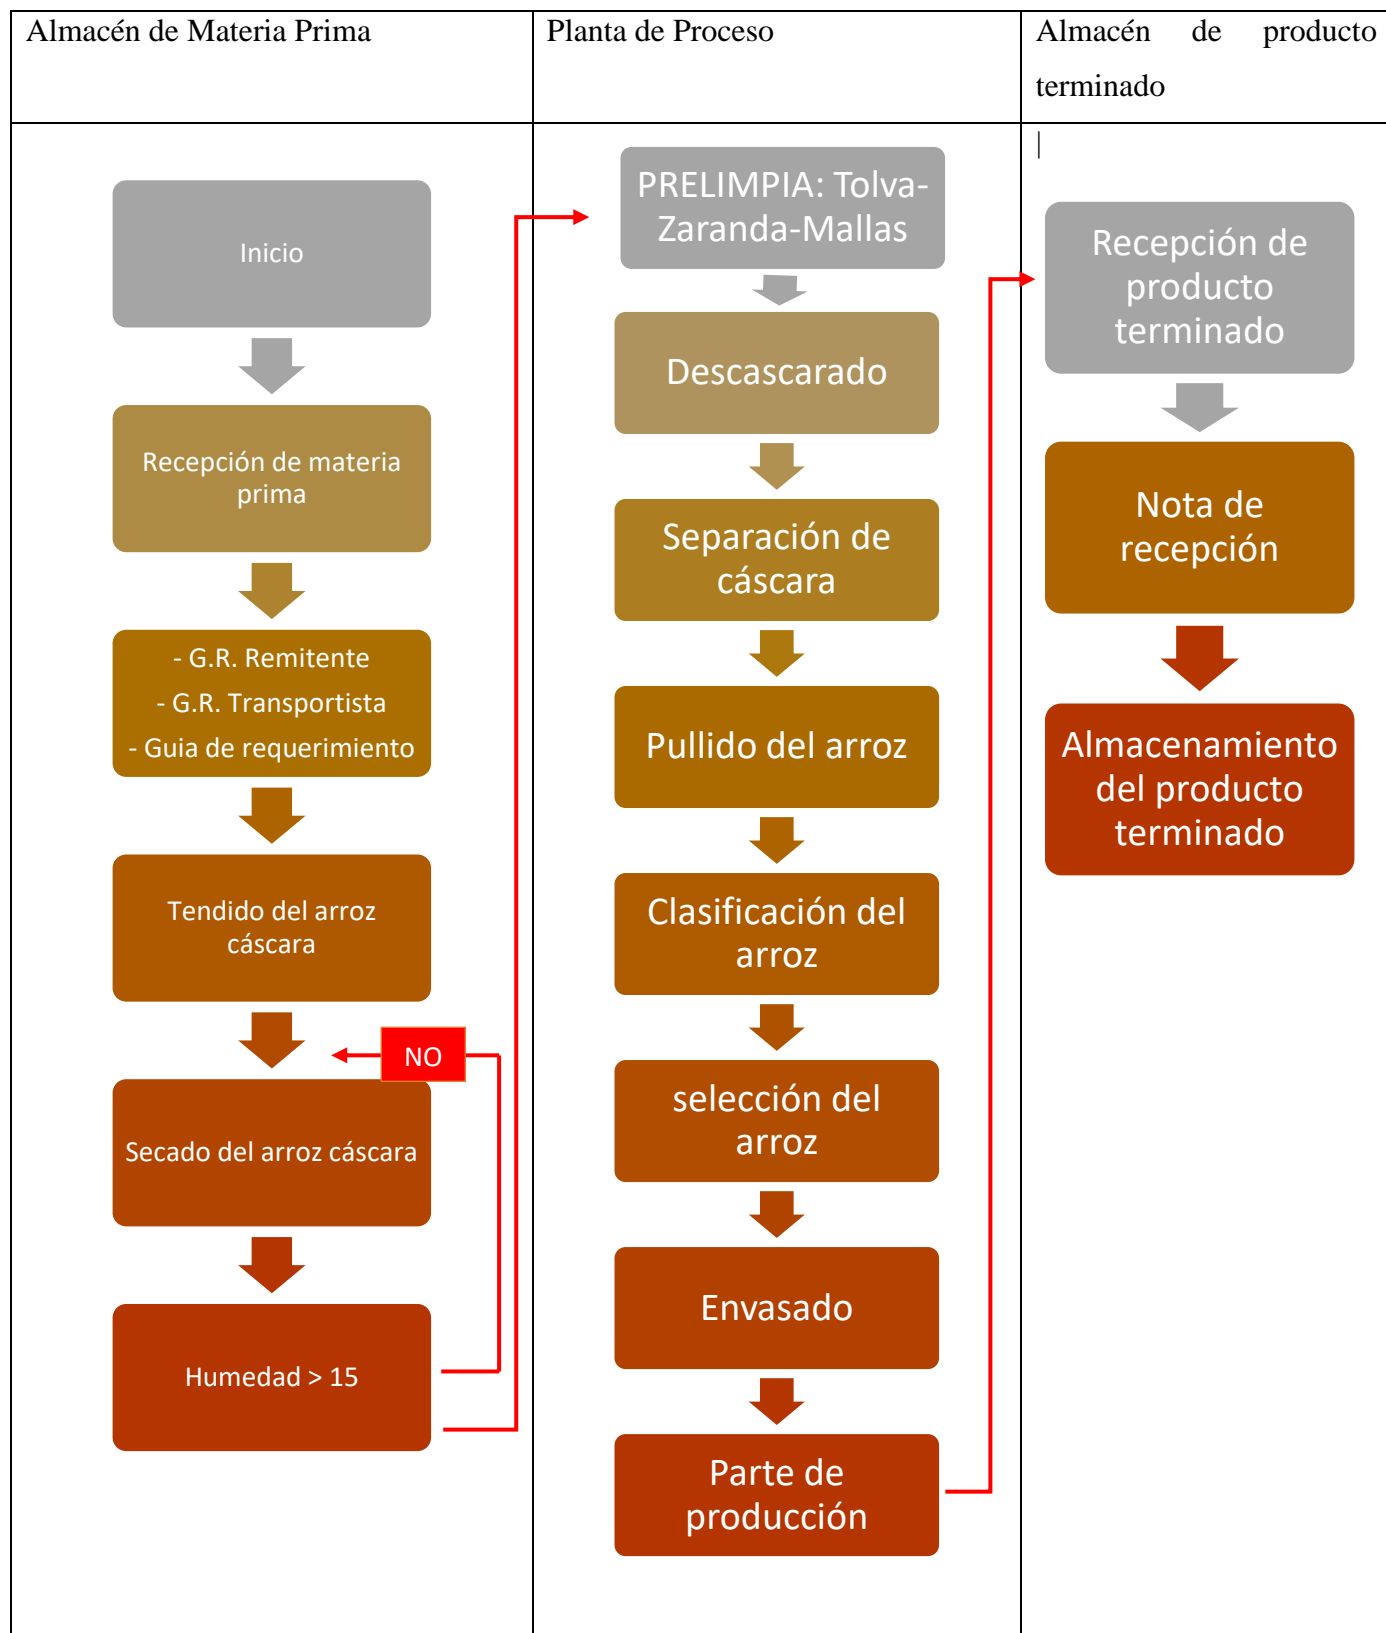 Almacén de Materia Prima
Planta de Proceso
Almacén de producto
terminado
Inicio
Recepción de materia
prima
- G.R. Remitente
- G.R. Transportista
- Guia de requerimiento
Tendido del arroz
cáscara
NO
Secado del arroz cáscara
Humedad > 15
PRELIMPIA: Tolva-
Zaranda-Mallas
Descascarado
Separación de
cáscara
Pullido del arroz
Clasificación del
arroz
selección del
arroz
Envasado
Parte de
producción
Recepción de
producto
terminado
Nota de
recepción
Almacenamiento
del producto
terminado